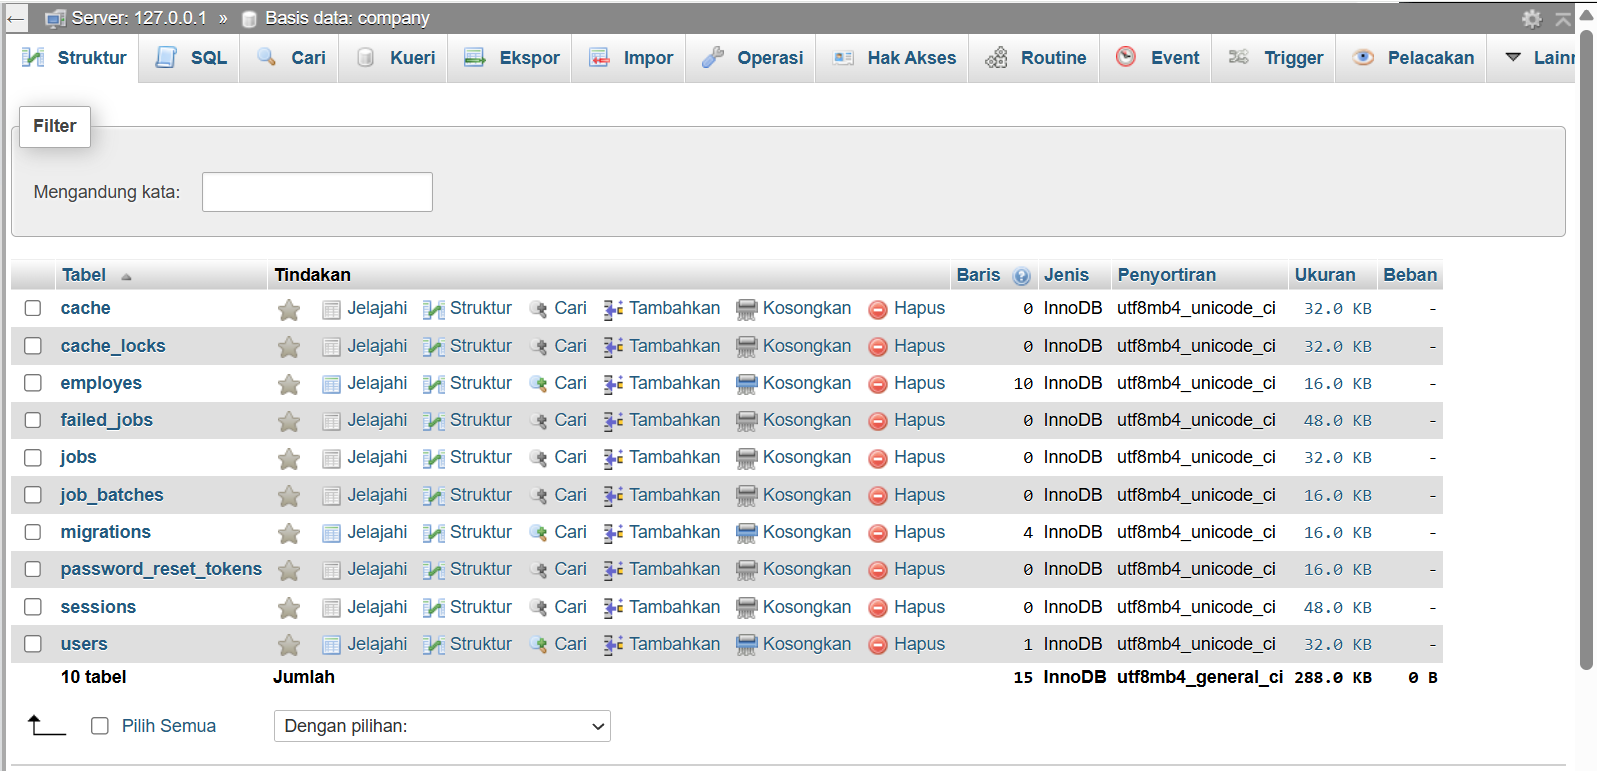 Server: 127.0.0.1 » Basis data: company
Struktur SQL Cari Kueri Ekspor Impor Operasi Hak Akses Routine Event Trigger Pelacakan Lainn
Filter
Mengandung kata:
Tabel Tindakan Baris Jenis Penyortiran Ukuran Beban
cache Jelajahi Struktur Cari Tambahkan Kosongkan Hapus 0 InnoDB utf8mb4_unicode_ci 32.0 KB -
cache_locks Jelajahi Struktur Cari Tambahkan Kosongkan Hapus 0 InnoDB utf8mb4_unicode_ci 32.0 KB -
employes Jelajahi Struktur Cari Tambahkan Kosongkan Hapus 10 InnoDB utf8mb4_unicode_ci 16.0 KB -
failed_jobs Jelajahi Struktur Cari Tambahkan Kosongkan Hapus 0 InnoDB utf8mb4_unicode_ci 48.0 KB -
jobs Jelajahi Struktur Cari Tambahkan Kosongkan Hapus 0 InnoDB utf8mb4_unicode_ci 32.0 KB -
job_batches Jelajahi Struktur Cari Tambahkan Kosongkan Hapus 0 InnoDB utf8mb4_unicode_ci 16.0 KB -
migrations Jelajahi Struktur Cari Tambahkan Kosongkan Hapus 4 InnoDB utf8mb4_unicode_ci 16.0 KB -
password_reset_tokens Jelajahi Struktur Cari Tambahkan Kosongkan Hapus 0 InnoDB utf8mb4_unicode_ci 16.0 KB -
sessions Jelajahi Struktur Cari Tambahkan Kosongkan Hapus 0 InnoDB utf8mb4_unicode_ci 48.0 KB -
users Jelajahi Struktur Cari Tambahkan Kosongkan Hapus 1 InnoDB utf8mb4_unicode_ci 32.0 KB -
10 tabel Jumlah 15 InnoDB utf8mb4_general_ci 288.0 KB 0 B
Pilih Semua Dengan pilihan: